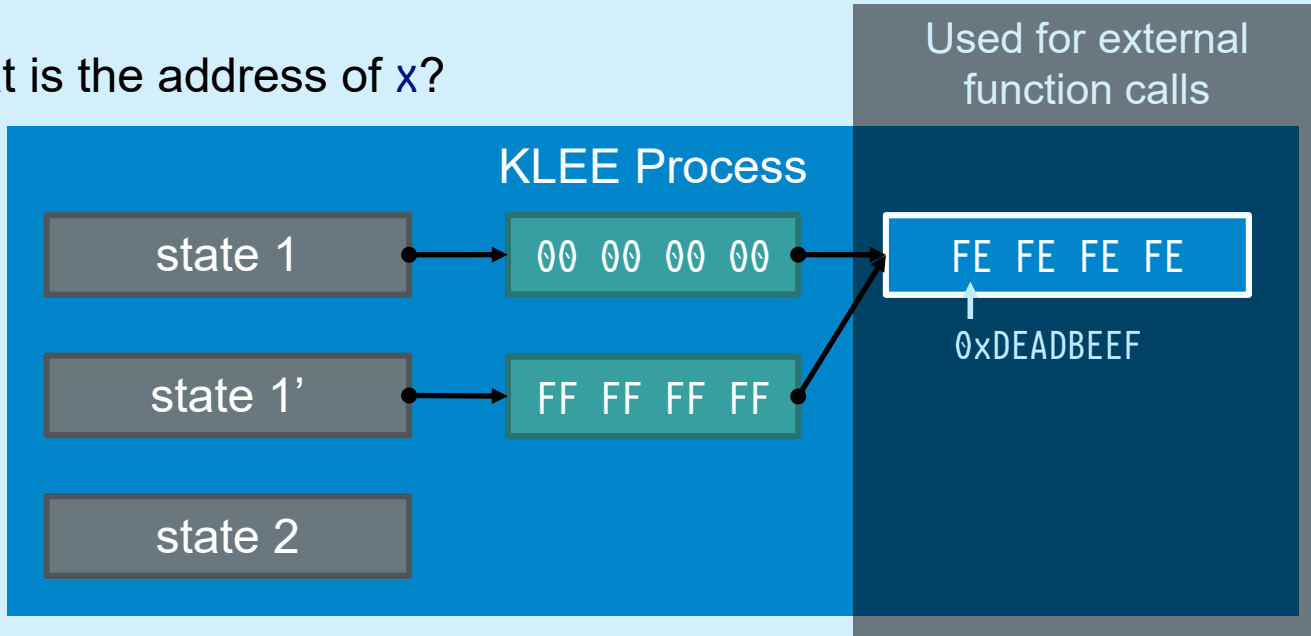 t is the address of x?
Used for external
function calls
KLEE Process
state 1
00 00 00 00
FE FE FE FE
0xDEADBEEF
state 1’
FF FF FF FF
state 2